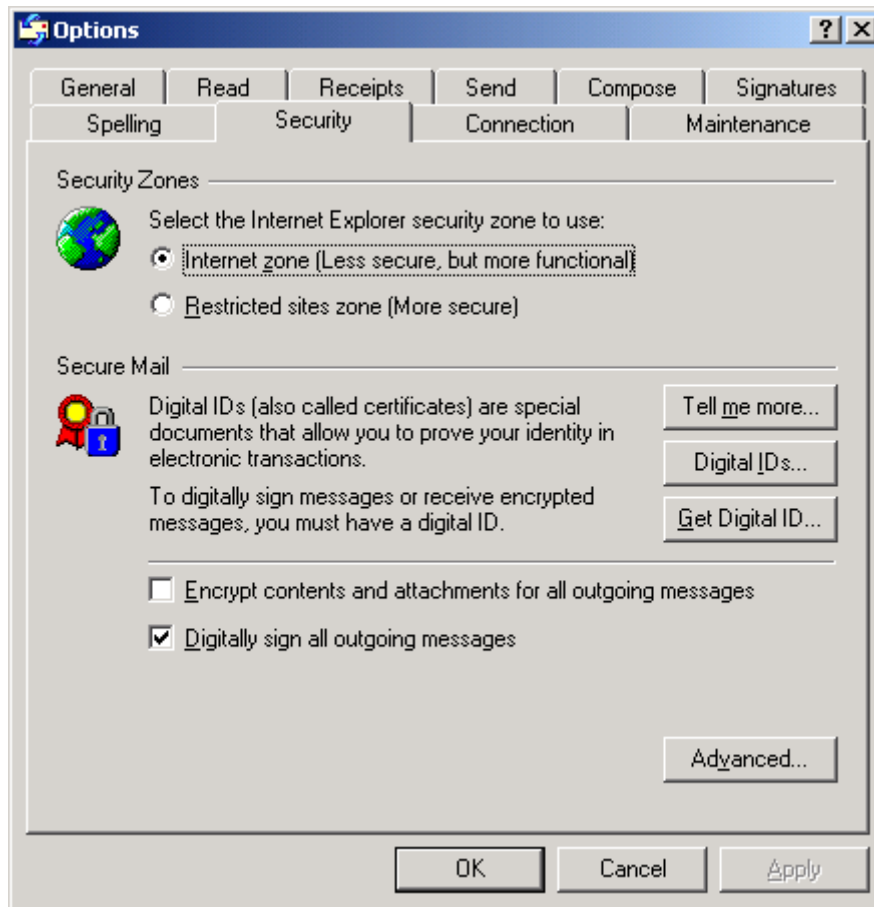 Options
General Read Receipts Send Compose Signatures
Spelling Security Connection Maintenance
Security Zones
Select the Internet Explorer security zone to use:
Internet zone (Less secure, but more functional)
Restricted sites zone (More secure)
Secure Mail
Digital IDs (also called certificates) are special
documents that allow you to prove your identity in
electronic transactions.
To digitally sign messages or receive encrypted
messages, you must have a digital ID.
Tell me more...
Digital IDs...
Get Digital ID...
Encrypt contents and attachments for all outgoing messages
Digitally sign all outgoing messages
Advanced...
OK Cancel Apply